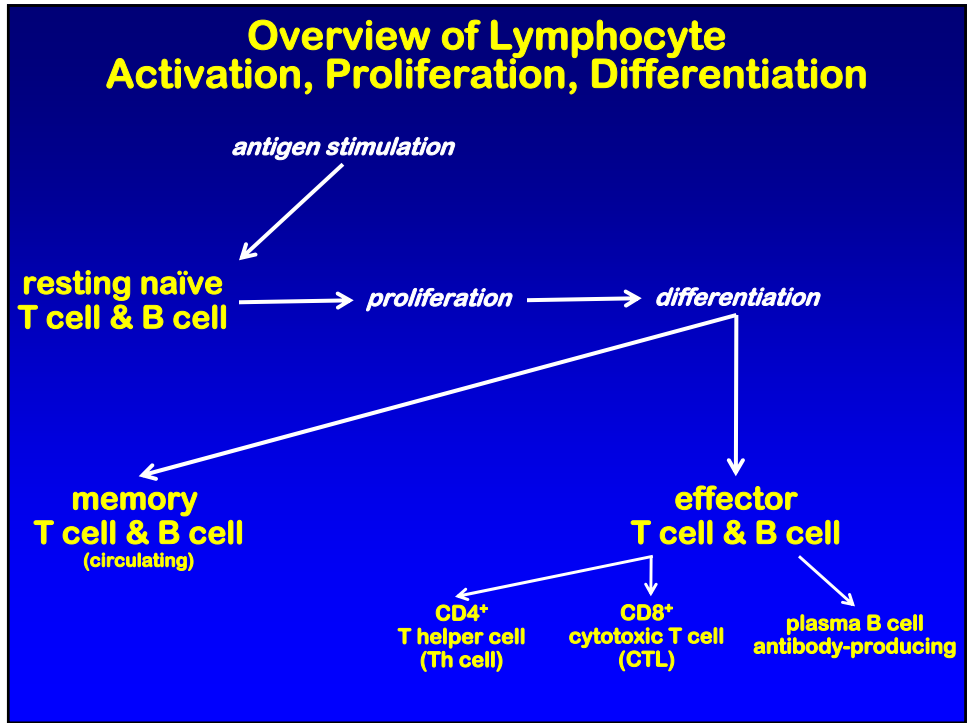 Overview of Lymphocyte
Activation, Proliferation, Differentiation
antigen stimulation
resting naïve
T cell & B cell
proliferation
differentiation
memory
T cell & B cell
(circulating)
effector
T cell & B cell
CD4⁺
T helper cell
(Th cell)
CD8⁺
cytotoxic T cell
(CTL)
plasma B cell
antibody-producing